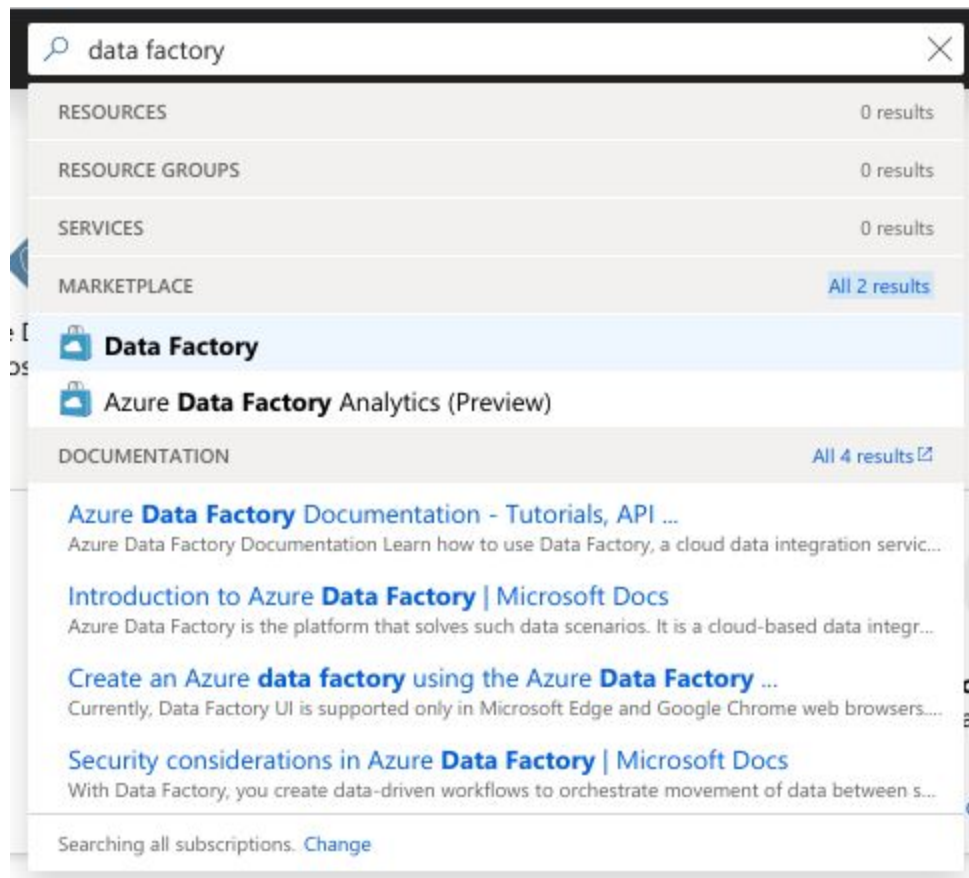 data factory
RESOURCES 0 results
RESOURCE GROUPS 0 results
SERVICES 0 results
MARKETPLACE All 2 results
Data Factory
Azure Data Factory Analytics (Preview)
DOCUMENTATION All 4 results
Azure Data Factory Documentation - Tutorials, API ...
Azure Data Factory Documentation Learn how to use Data Factory, a cloud data integration servic...
Introduction to Azure Data Factory | Microsoft Docs
Azure Data Factory is the platform that solves such data scenarios. It is a cloud-based data integr...
Create an Azure data factory using the Azure Data Factory ...
Currently, Data Factory UI is supported only in Microsoft Edge and Google Chrome web browsers....
Security considerations in Azure Data Factory | Microsoft Docs
With Data Factory, you create data-driven workflows to orchestrate movement of data between s...
Searching all subscriptions. Change